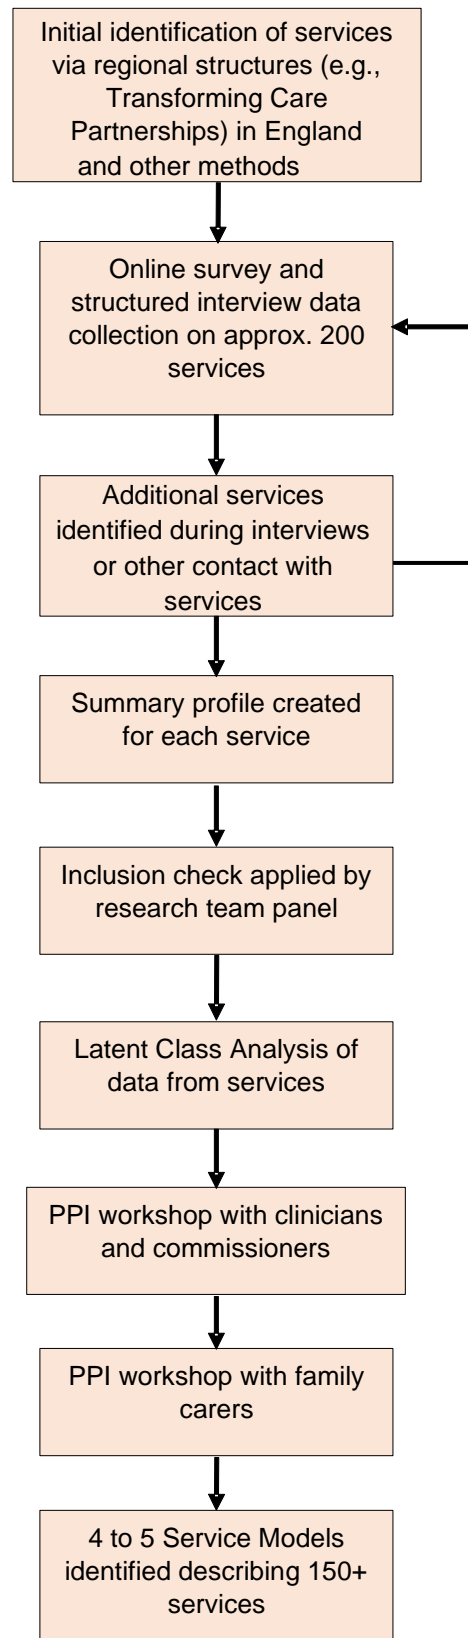 Initial identification of services
via regional structures (e.g.,
Transforming Care
Partnerships) in England
and other methods
Online survey and
structured interview data
collection on approx. 200
services
Additional services
identified during interviews
or other contact with
services
Summary profile created
for each service
Inclusion check applied by
research team panel
Latent Class Analysis of
data from services
PPI workshop with clinicians
and commissioners
PPI workshop with family
carers
4 to 5 Service Models
identified describing 150+
services